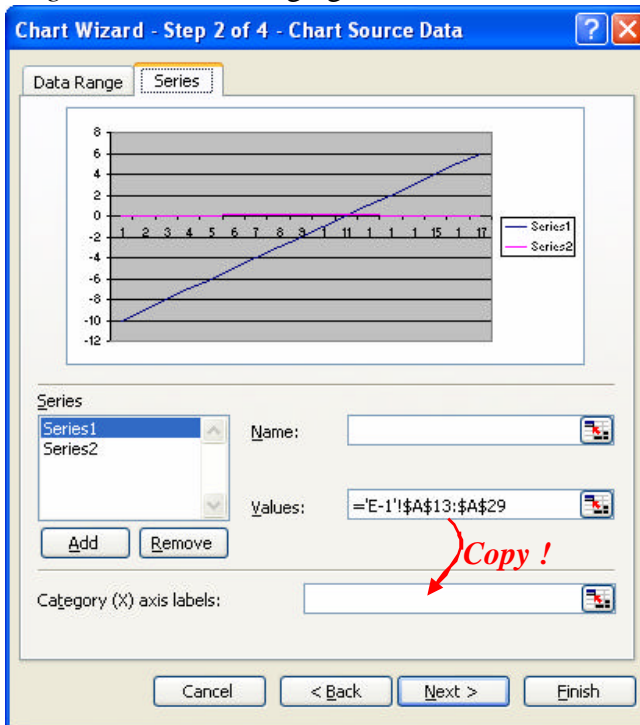 Chart Wizard - Step 2 of 4 - Chart Source Data
Data Range Series
8
6
4
2
0
-2
-4
-6
-8
-10
-12
1 2 3 4 5 6 7 8 9 1 11 1 1 1 15 1 17
Series1
Series2
Series
Series1
Series2
Name:
Values: ='E-1'!$A$13:$A$29
Add Remove
Copy !
Category (X) axis labels:
Cancel < Back Next > Finish